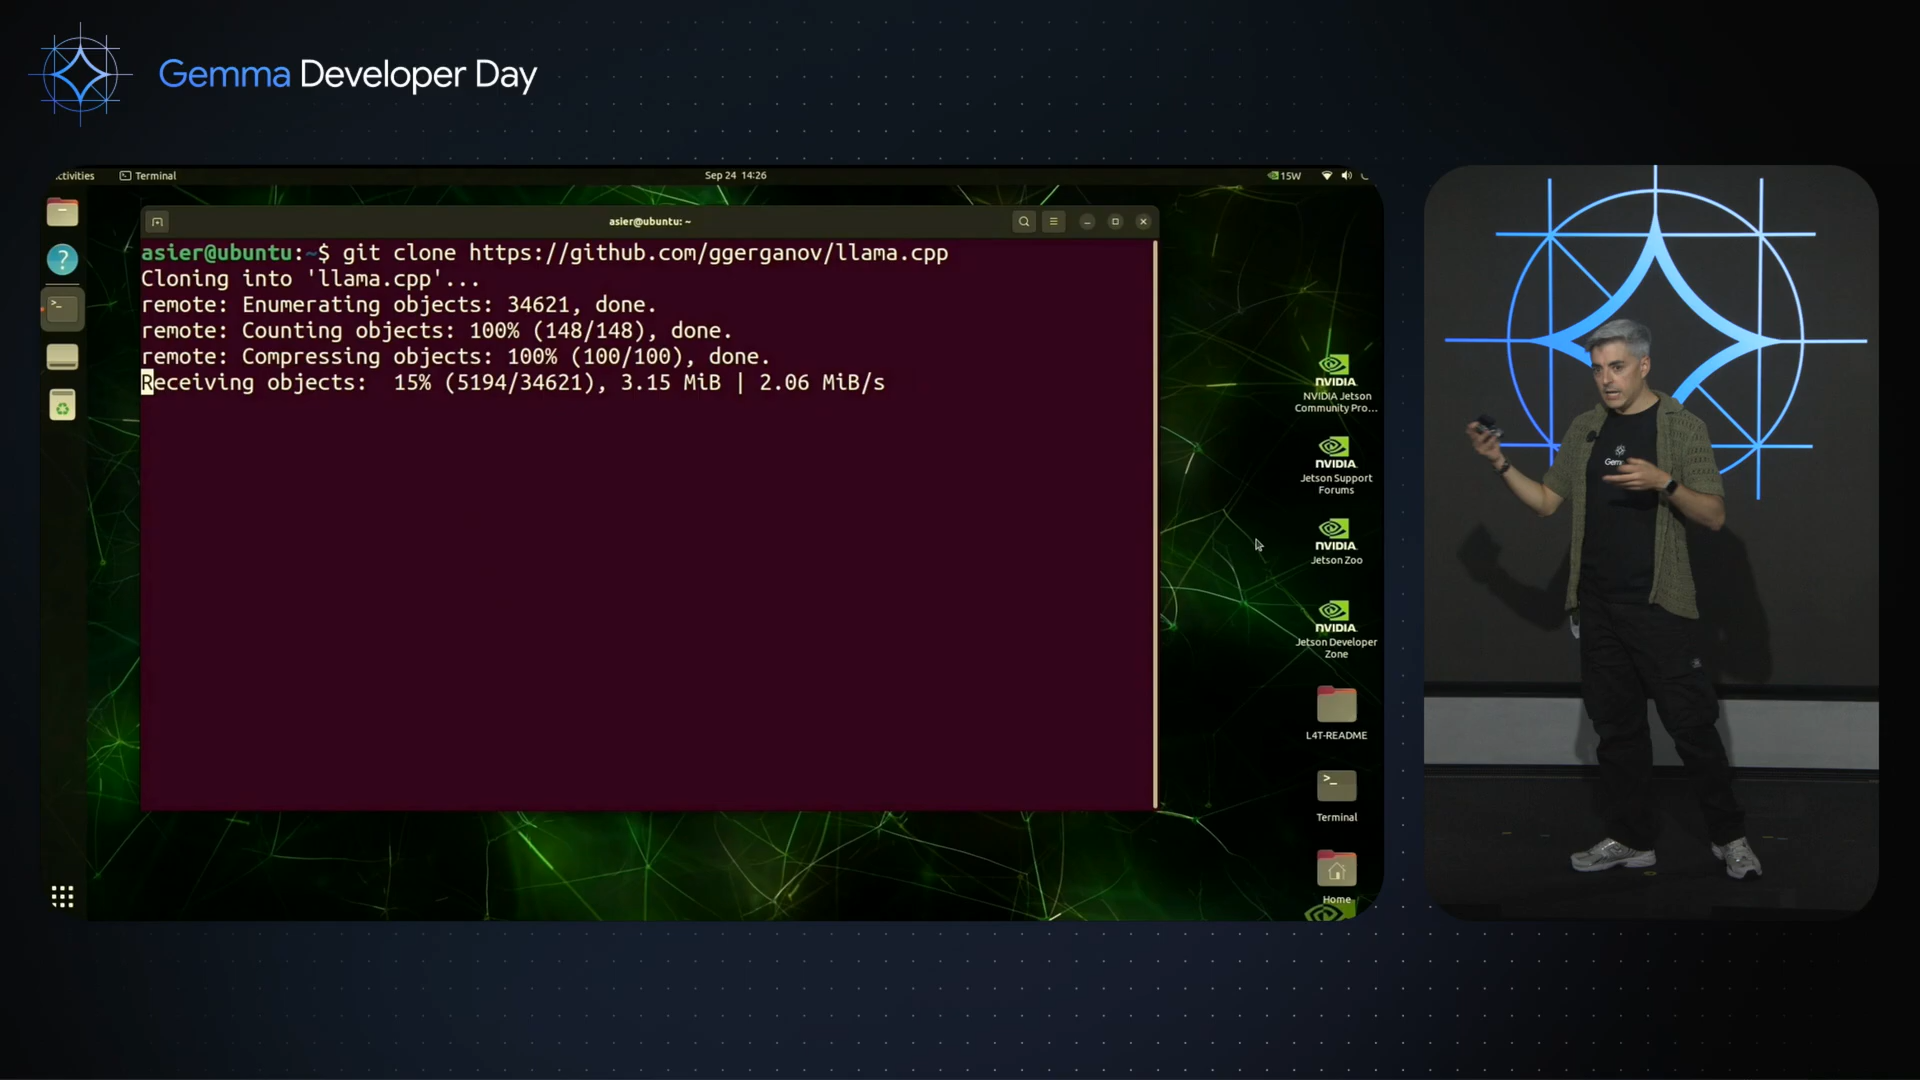 Gemma Developer Day
ctivities
Terminal
Sep 24 14:26
15W
asier@ubuntu: ~
asier@ubuntu:~$ git clone https://github.com/ggerganov/llama.cpp
Cloning into 'llama.cpp'...
remote: Enumerating objects: 34621, done.
remote: Counting objects: 100% (148/148), done.
remote: Compressing objects: 100% (100/100), done.
Receiving objects:  15% (5194/34621), 3.15 MiB | 2.06 MiB/s
NVIDIA
NVIDIA Jetson
Community Pro...
NVIDIA
Jetson Support
Forums
NVIDIA
Jetson Zoo
NVIDIA
Jetson Developer
Zone
L4T-README
>_
Terminal
Home